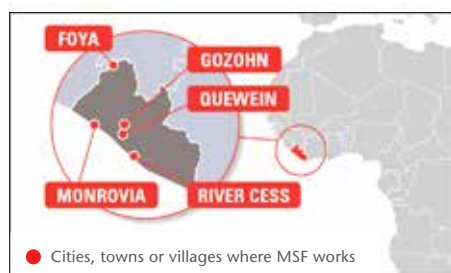 FOYA
GOZOHN
QUEWEIN
MONROVIA
RIVER CESS
Cities, towns or villages where MSF works